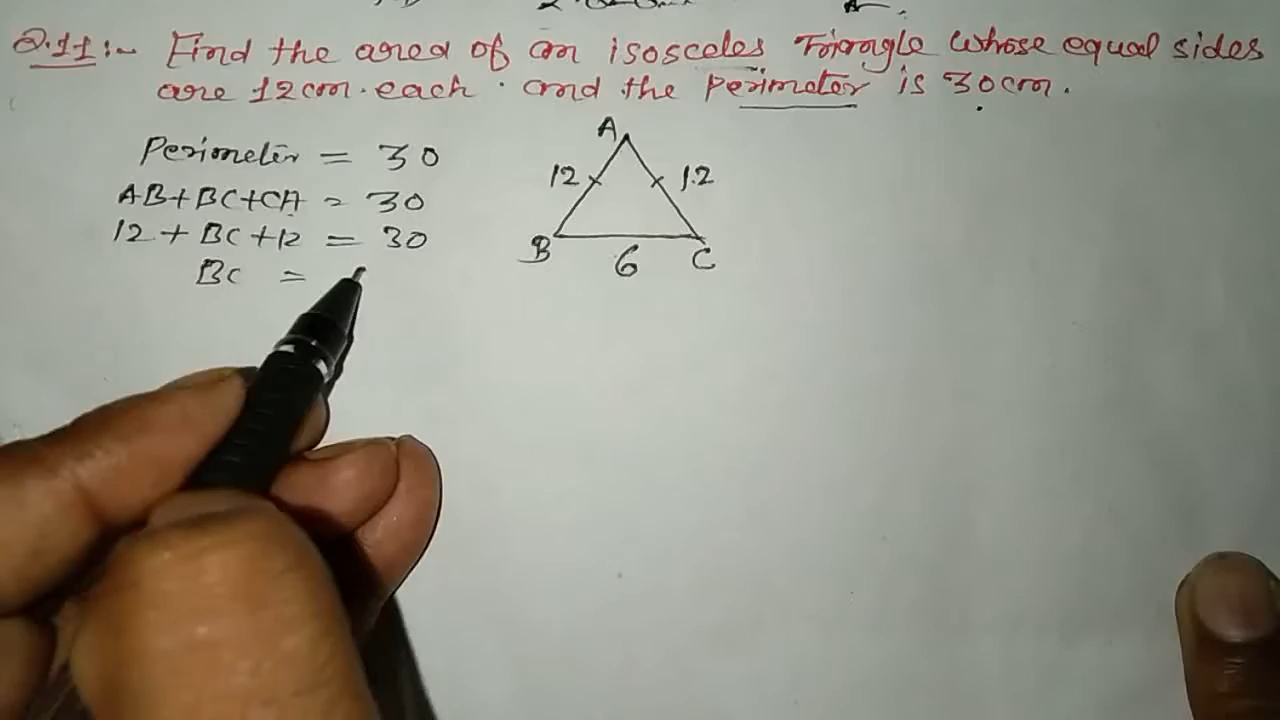 Q.11:- Find the area of an isosceles Triangle whose equal sides
are 12cm. each. and the perimeter is 30cm.
Perimeter = 30
AB+BC+CA = 30
12+BC+12 = 30
BC =
A
12
12
B
6
C